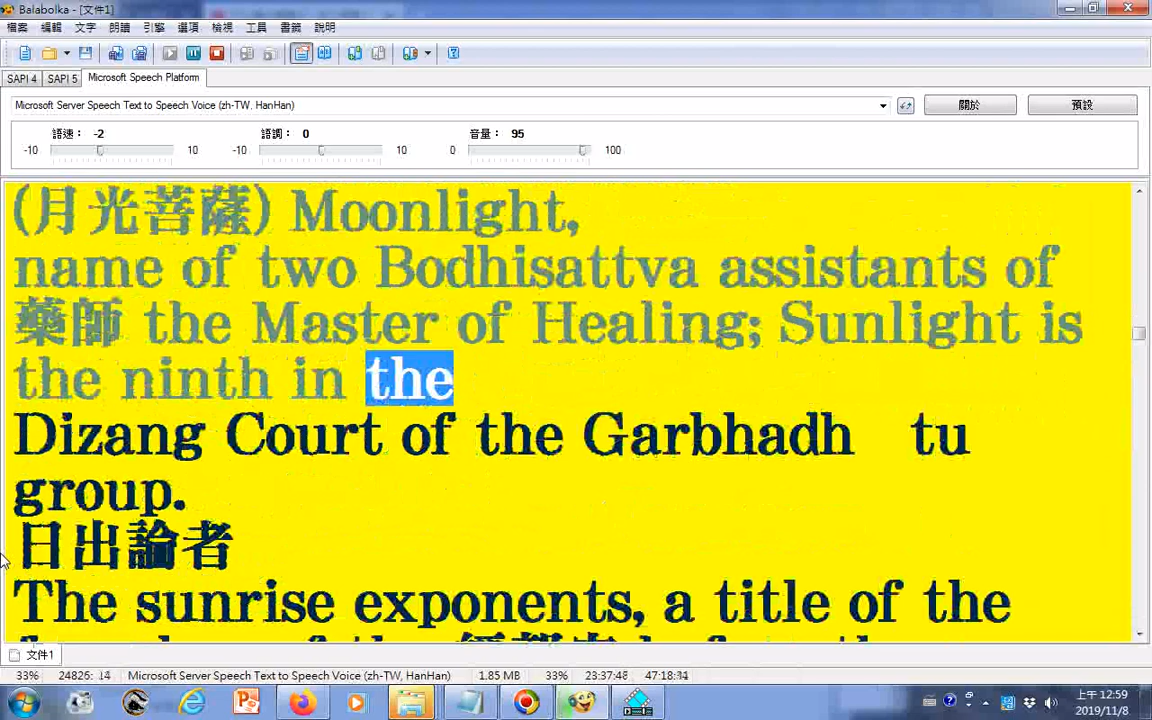 Balabolka - [文件1]
檔案 編輯 文字 朗讀 引擎 選項 檢視 工具 書籤 說明
SAPI 4 SAPI 5 Microsoft Speech Platform
Microsoft Server Speech Text to Speech Voice (zh-TW, HanHan) 關於 預設
語速： -2 語調： 0 音量： 95
-10 10 -10 10 0 100
(月光菩薩) Moonlight,
name of two Bodhisattva assistants of
藥師 the Master of Healing; Sunlight is
the ninth in the
Dizang Court of the Garbhadh tu
group.
日出論者
The sunrise exponents, a title of the
文件1
33% 24826: 14 Microsoft Server Speech Text to Speech Voice (zh-TW, HanHan) 1.85 MB 33% 23:37:48 47:18:34
上午 12:59
2019/11/8